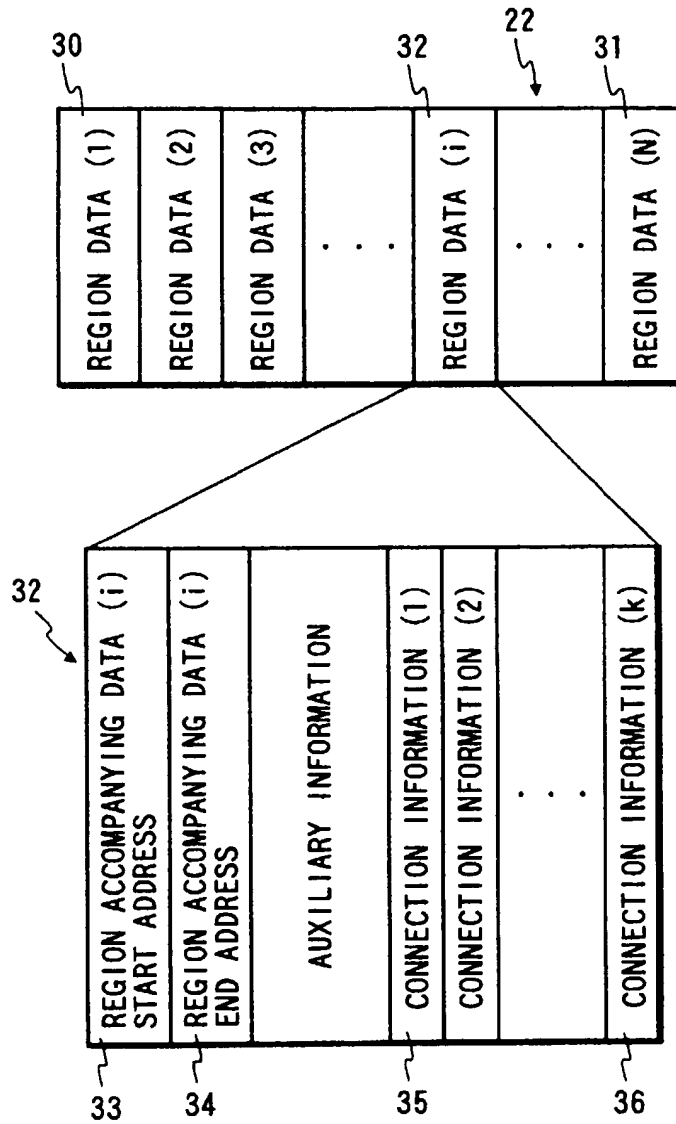 30
REGION DATA (1)
REGION DATA (2)
REGION DATA (3)
. . .
32
REGION DATA (i)
22
. . .
31
REGION DATA (N)
32
33
REGION ACCOMPANYING DATA (i)
START ADDRESS
34
REGION ACCOMPANYING DATA (i)
END ADDRESS
AUXILIARY INFORMATION
35
CONNECTION INFORMATION (1)
CONNECTION INFORMATION (2)
. . .
36
CONNECTION INFORMATION (k)